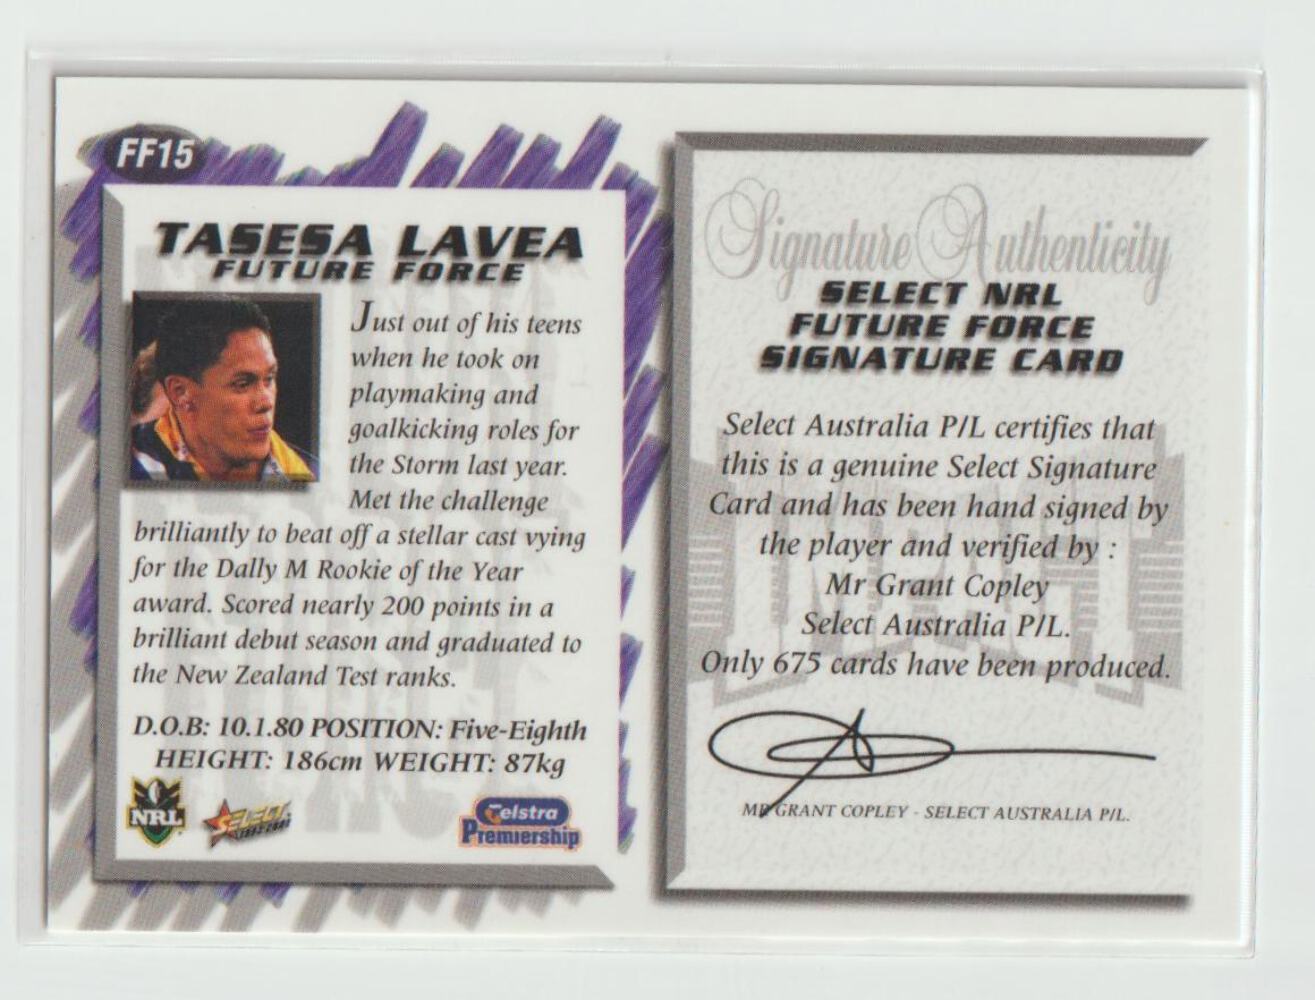 FF15
TASESA LAVEA
FUTURE FORCE
Just out of his teens
when he took on
playmaking and
goalkicking roles for
the Storm last year.
Met the challenge
brilliantly to beat off a stellar cast vying
for the Dally M Rookie of the Year
award. Scored nearly 200 points in a
brilliant debut season and graduated to
the New Zealand Test ranks.
D.O.B: 10.1.80 POSITION: Five-Eighth
HEIGHT: 186cm WEIGHT: 87kg
NRL
SELECT
Telstra
Premiership
Signature Authenticity
SELECT NRL
FUTURE FORCE
SIGNATURE CARD
Select Australia P/L certifies that
this is a genuine Select Signature
Card and has been hand signed by
the player and verified by :
Mr Grant Copley
Select Australia P/L.
Only 675 cards have been produced.
MR GRANT COPLEY - SELECT AUSTRALIA P/L.